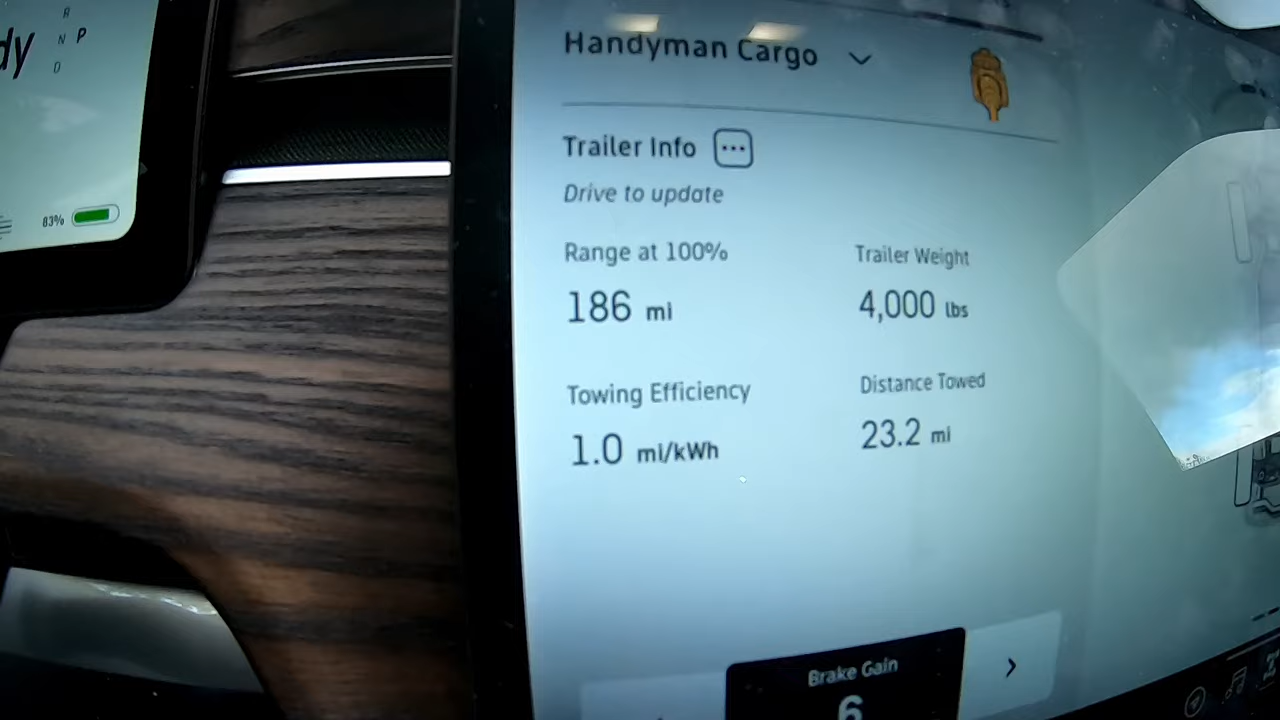 dy
R
N P
D
83%
Handyman Cargo
Trailer Info
Drive to update
Range at 100%
186 mi
Trailer Weight
4,000 lbs
Towing Efficiency
1.0 mi/kWh
Distance Towed
23.2 mi
Brake Gain
6